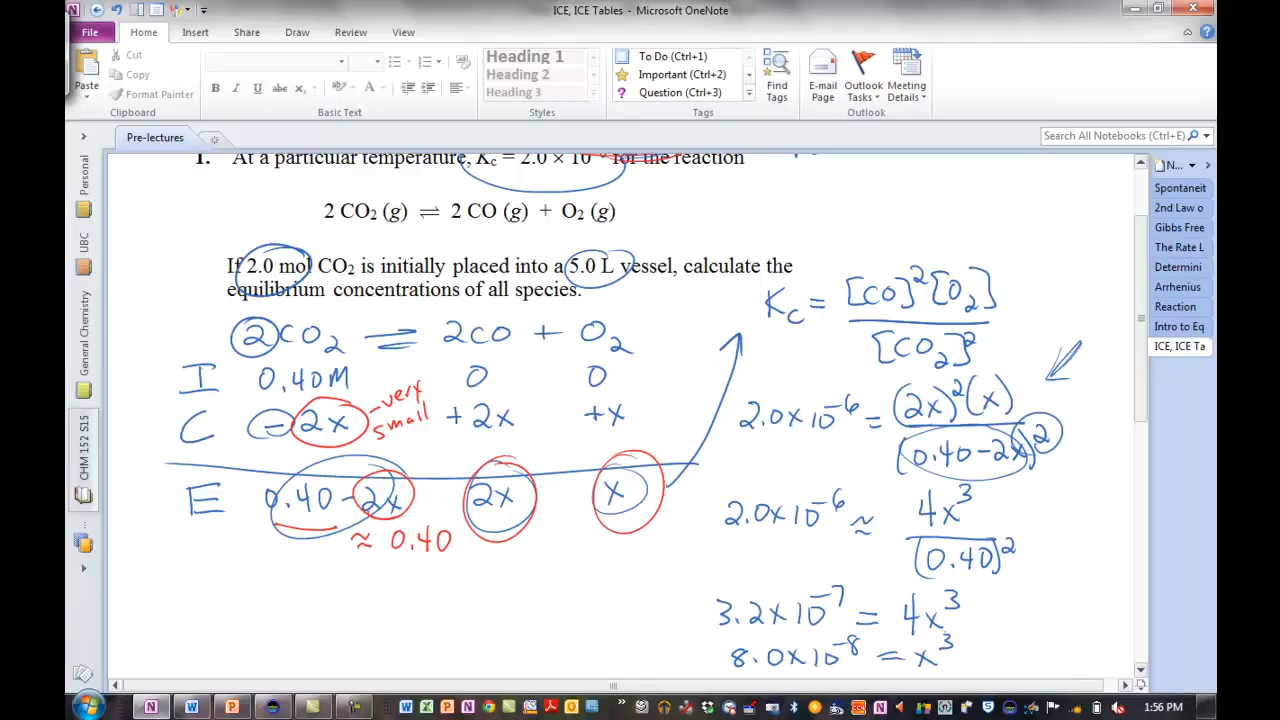 ICE, ICE Tables - Microsoft OneNote
File Home Insert Share Draw Review View
Cut
Copy
Format Painter
Paste
Clipboard
B I U abc
Basic Text
Heading 1
Heading 2
Heading 3
Styles
To Do (Ctrl+1)
Important (Ctrl+2)
Question (Ctrl+3)
Find Tags
Tags
E-mail Page
Outlook Tasks
Meeting Details
Outlook
Pre-lectures
Search All Notebooks (Ctrl+E)
Personal
UBC
General Chemistry
CHM 152 S15
N...
Spontaneit
2nd Law o
Gibbs Free
The Rate L
Determini
Arrhenius
Reaction
Intro to Eq
ICE, ICE Ta
1. At a particular temperature, Kc = 2.0 × 10 for the reaction
2 CO₂ (g) ⇌ 2 CO (g) + O₂ (g)
If 2.0 mol CO₂ is initially placed into a 5.0 L vessel, calculate the
equilibrium concentrations of all species.
2CO₂ ⇌ 2CO + O₂
I 0.40M 0 0
C -2x +2x +x
-very
small
E 0.40-2x 2x x
≈ 0.40
Kc = [CO]²[O₂]
[CO₂]²
2.0x10⁻⁶ = (2x)²(x)
(0.40-2x)²
2.0x10⁻⁶ ≈ 4x³
(0.40)²
3.2x10⁻⁷ = 4x³
8.0x10⁻⁸ = x³
1:56 PM